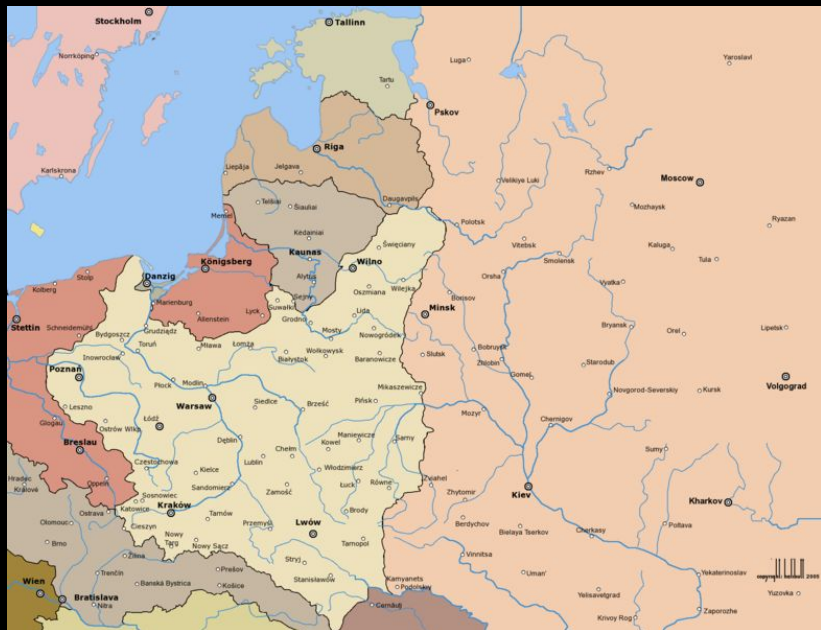 Stockholm
Tallinn
Norrköping
Luga
Yaroslavl
Tartu
Pskov
Riga
Karlskrona
Liepāja
Jelgava
Rzhev
Velikiye Luki
Moscow
Daugavpils
Telšiai
Šiauliai
Mozhaysk
Memel
Polotsk
Ryazan
Kėdainiai
Vitebsk
Kaluga
Święciany
Kaunas
Smolensk
Tula
Königsberg
Wilno
Danzig
Stolp
Orsha
Alytus
Kolberg
Oszmiana
Wilejka
Vyatka
Sejny
Borisov
Marienburg
Suwałki
Lida
Minsk
Stettin
Allenstein
Lyck
Grodno
Schneidemühl
Grudziądz
Nowogródek
Bryansk
Orel
Lipetsk
Bydgoszcz
Mosty
Toruń
Mława
Łomża
Bobruysk
Inowrocław
Białystok
Wołkowysk
Baranowicze
Slutsk
Zhlobin
Starodub
Poznań
Gomel
Volgograd
Płock
Modlin
Mikaszewicze
Novgorod-Severskiy
Kursk
Warsaw
Siedlce
Brześć
Pińsk
Leszno
Mozyr
Łódź
Glogau
Ostrów Wlkp.
Chernigov
Dęblin
Maniewicze
Sarny
Breslau
Kowel
Chełm
Sumy
Lublin
Częstochowa
Włodzimierz
Hradec
Králové
Oppeln
Kielce
Zviahel
Sandomierz
Zamość
Łuck
Równe
Kiev
Sosnowiec
Zhytomir
Katowice
Kharkov
Ostrava
Kraków
Brody
Olomouc
Cieszyn
Tarnów
Przemyśl
Lwów
Berdychov
Bielaya Tserkov
Cherkasy
Poltava
Brno
Nowy
Targ
Nowy Sącz
Tarnopol
Žilina
Stryj
Vinnitsa
Trenčín
Prešov
Uman'
Yekaterinoslav
Wien
Banská Bystrica
Košice
Stanisławów
Kamyanets
Podolskiy
Bratislava
Nitra
Cernăuți
Yelisavetgrad
Yuzovka
Krivoy Rog
Zaporozhe